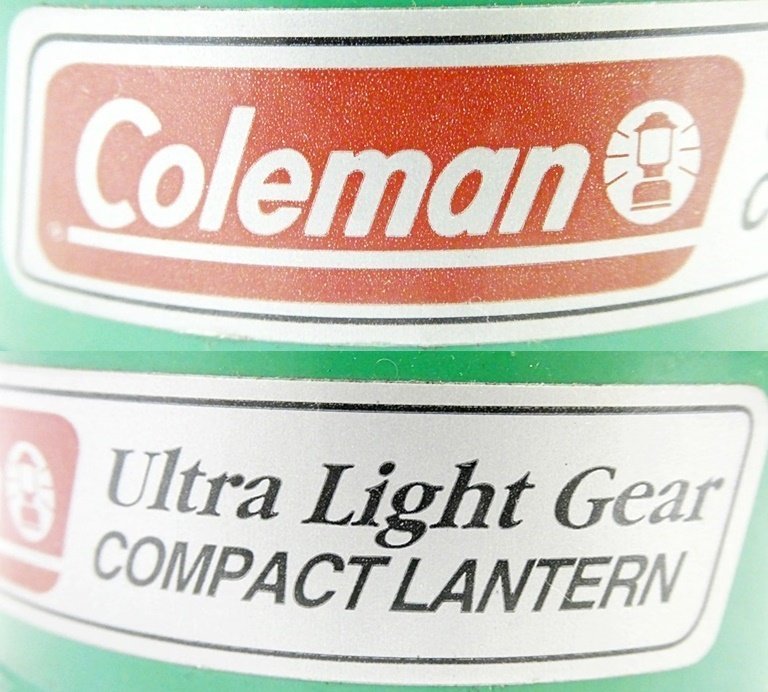 Coleman
Ultra Light Gear
COMPACT LANTERN